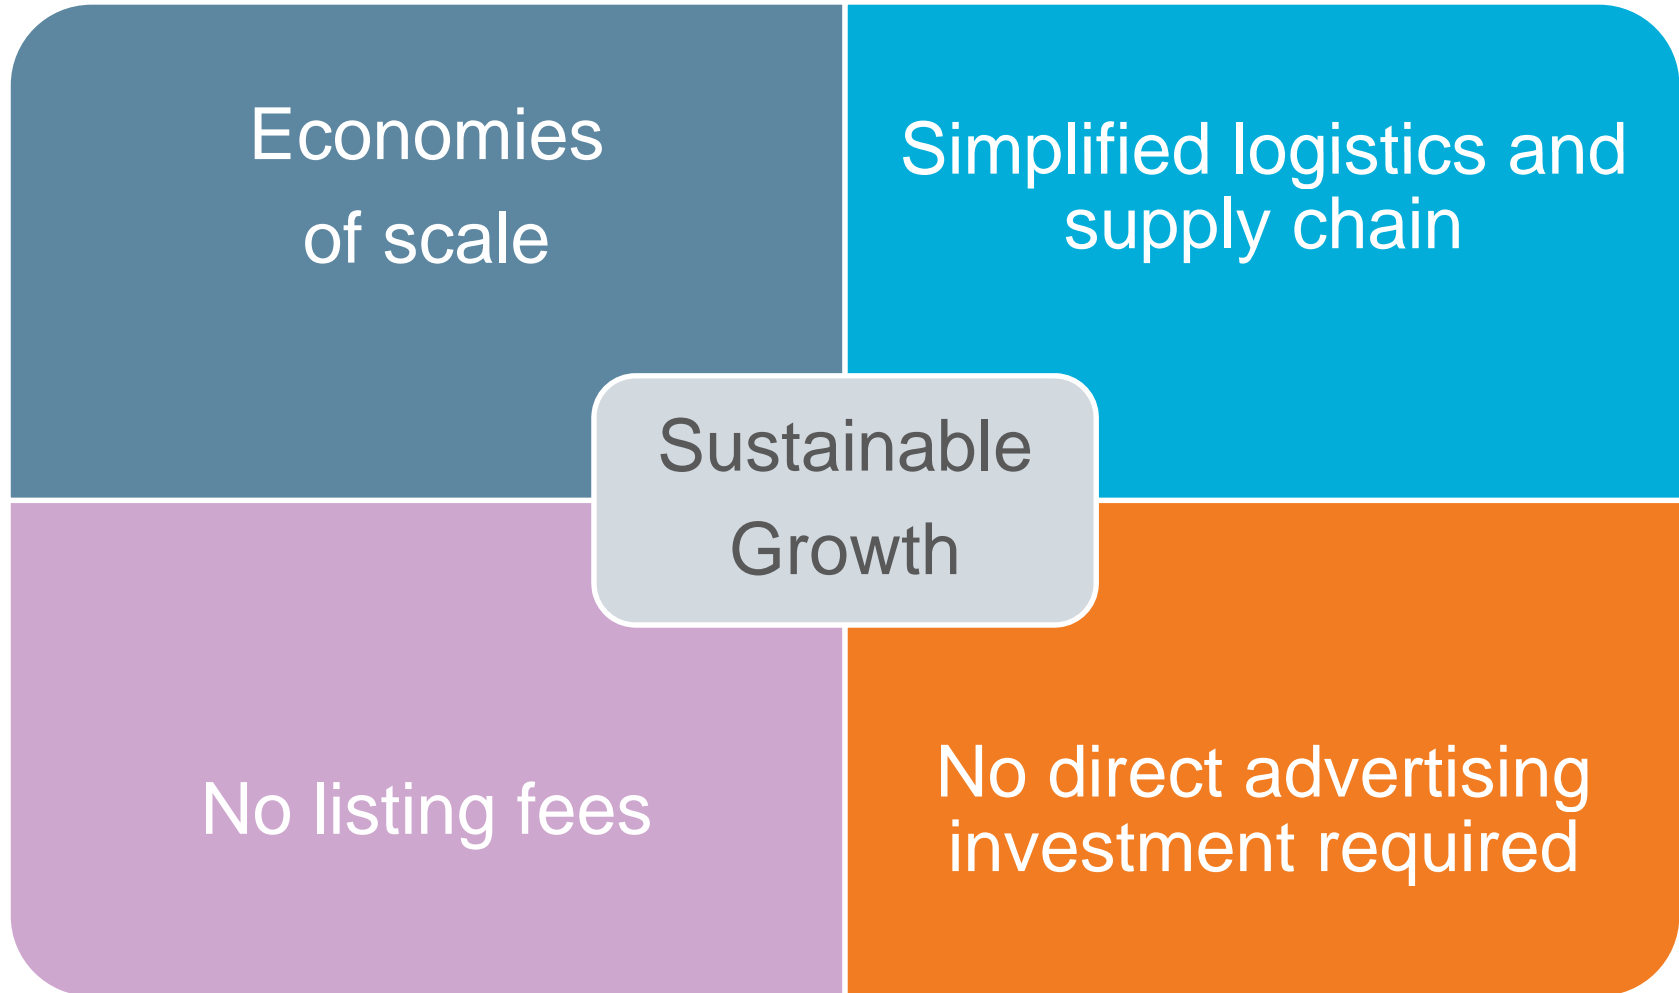 Economies
of scale
Simplified logistics and
supply chain
Sustainable
Growth
No listing fees
No direct advertising
investment required